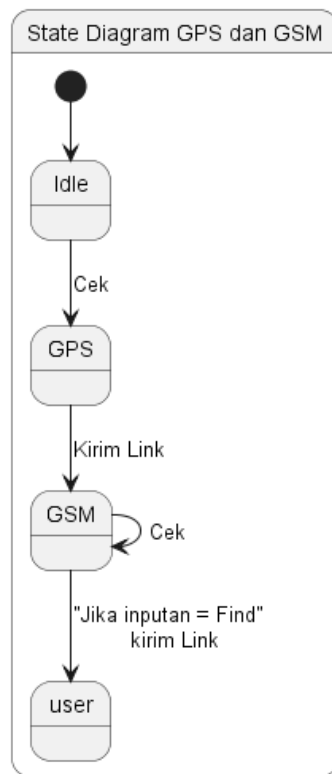 State Diagram GPS dan GSM
Idle
Cek
GPS
Kirim Link
GSM
Cek
"Jika inputan = Find"
kirim Link
user